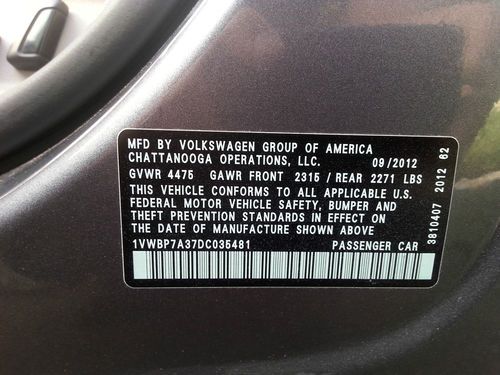 MFD BY VOLKSWAGEN GROUP OF AMERICA
CHATTANOOGA OPERATIONS, LLC. 09/2012
GVWR 4475 GAWR FRONT 2315 / REAR 2271 LBS
THIS VEHICLE CONFORMS TO ALL APPLICABLE U.S.
FEDERAL MOTOR VEHICLE SAFETY, BUMPER AND
THEFT PREVENTION STANDARDS IN EFFECT ON
THE DATE OF MANUFACTURE SHOWN ABOVE
1VWBP7A37DC035481 PASSENGER CAR
3810407 2012 62